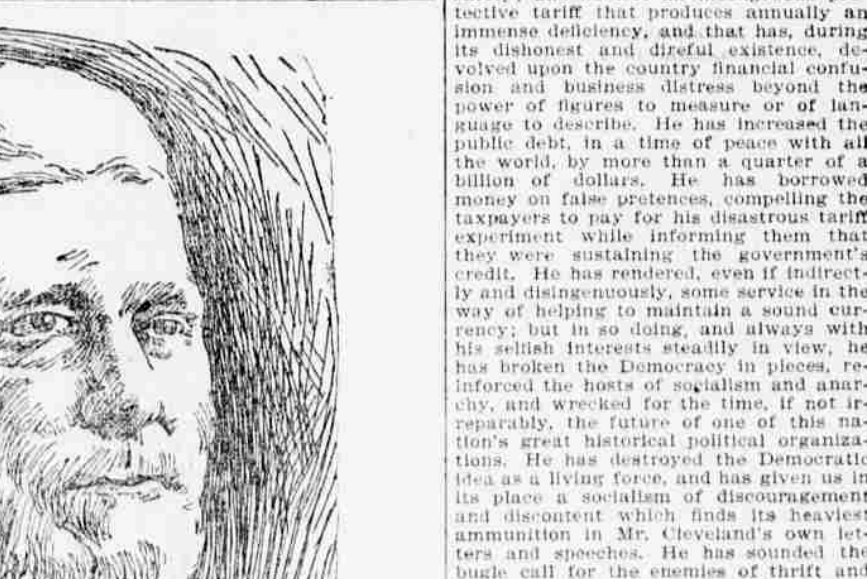 tective tariff that produces annually an
immense deficiency, and that has, during
its dishonest and direful existence, de-
volved upon the country financial confu-
sion and business distress beyond the
power of figures to measure or of lan-
guage to describe. He has increased the
public debt, in a time of peace with all
the world, by more than a quarter of a
billion of dollars. He has borrowed
money on false pretences, compelling the
taxpayers to pay for his disastrous tariff
experiment while informing them that
they were sustaining the government's
credit. He has rendered, even if indirect-
ly and disingenuously, some service in the
way of helping to maintain a sound cur-
rency; but in so doing, and always with
his selfish interests steadily in view, he
has broken the Democracy in pieces, re-
inforced the hosts of socialism and anar-
chy, and wrecked for the time, if not ir-
reparably, the future of one of this na-
tion's great historical political organiza-
tions. He has destroyed the Democratic
idea as a living force, and has given us in
its place a socialism of discouragement
and discontent which finds its heaviest
ammunition in Mr. Cleveland's own let-
ters and speeches. He has sounded the
bugle call for the enemies of thrift and